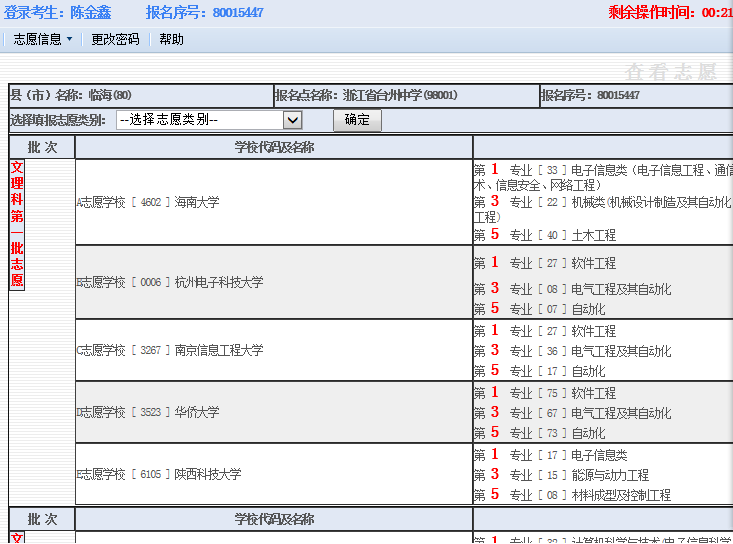 登录考生：陈金鑫 报名序号：80015447 剩余操作时间：00:21
志愿信息 更改密码 帮助
查看志愿
县（市）名称：临海(80) 报名点名称：浙江省台州中学(98001) 报名序号：80015447
选择填报志愿类别： --选择志愿类别-- 确定
批 次 学校代码及名称
文理科第一批志愿
A志愿学校 [ 4602 ] 海南大学
第 1 专业 [ 33 ] 电子信息类（电子信息工程、通信
术、信息安全、网络工程）
第 3 专业 [ 22 ] 机械类(机械设计制造及其自动化
工程）
第 5 专业 [ 40 ] 土木工程
B志愿学校 [ 0006 ] 杭州电子科技大学
第 1 专业 [ 27 ] 软件工程
第 3 专业 [ 08 ] 电气工程及其自动化
第 5 专业 [ 07 ] 自动化
C志愿学校 [ 3267 ] 南京信息工程大学
第 1 专业 [ 27 ] 软件工程
第 3 专业 [ 36 ] 电气工程及其自动化
第 5 专业 [ 17 ] 自动化
D志愿学校 [ 3523 ] 华侨大学
第 1 专业 [ 75 ] 软件工程
第 3 专业 [ 67 ] 电气工程及其自动化
第 5 专业 [ 73 ] 自动化
E志愿学校 [ 6105 ] 陕西科技大学
第 1 专业 [ 17 ] 电子信息类
第 3 专业 [ 15 ] 能源与动力工程
第 5 专业 [ 08 ] 材料成型及控制工程
批 次 学校代码及名称
文
第 1 专业 [ 32 ] 计算机科学与技术(电子信息科学